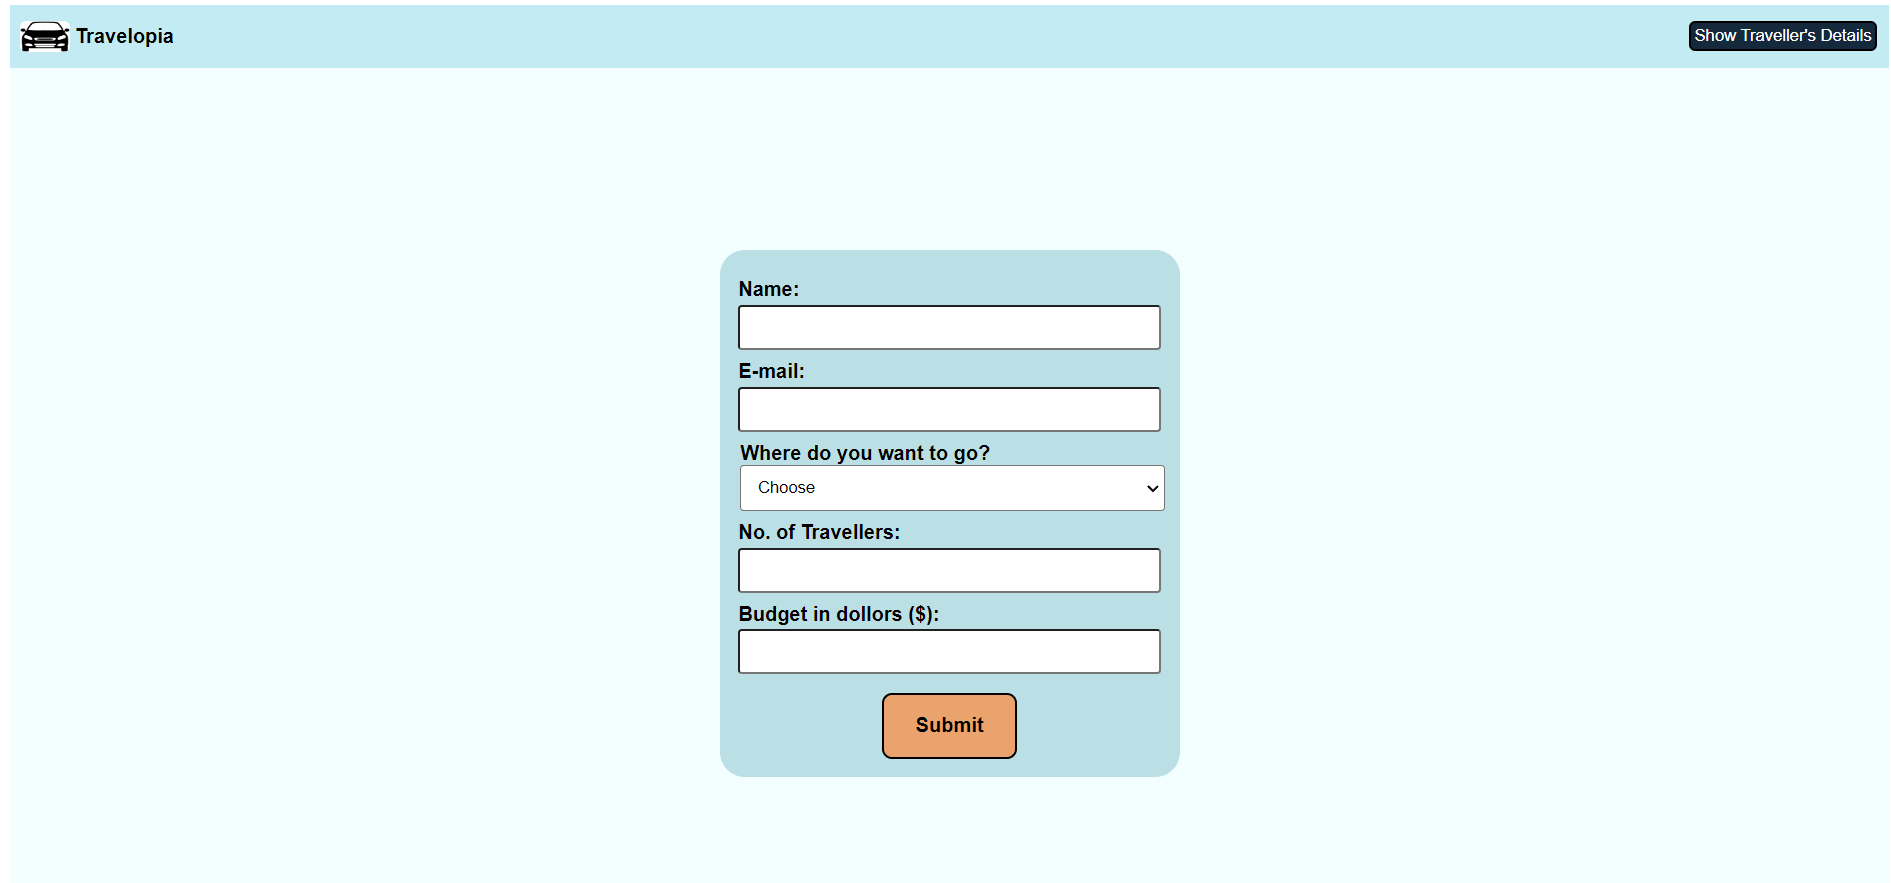 Travelopia
Show Traveller's Details
Name:
E-mail:
Where do you want to go?
Choose
No. of Travellers:
Budget in dollors ($):
Submit